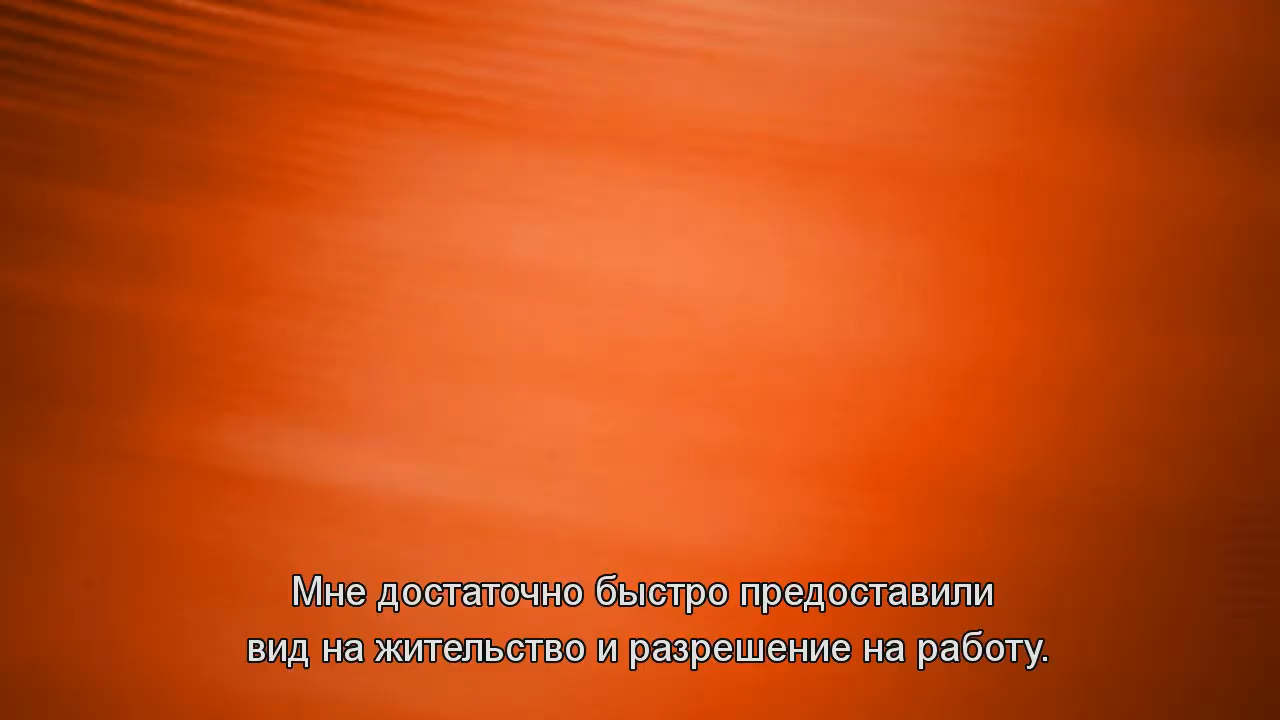 Мне достаточно быстро предоставили
вид на жительство и разрешение на работу.